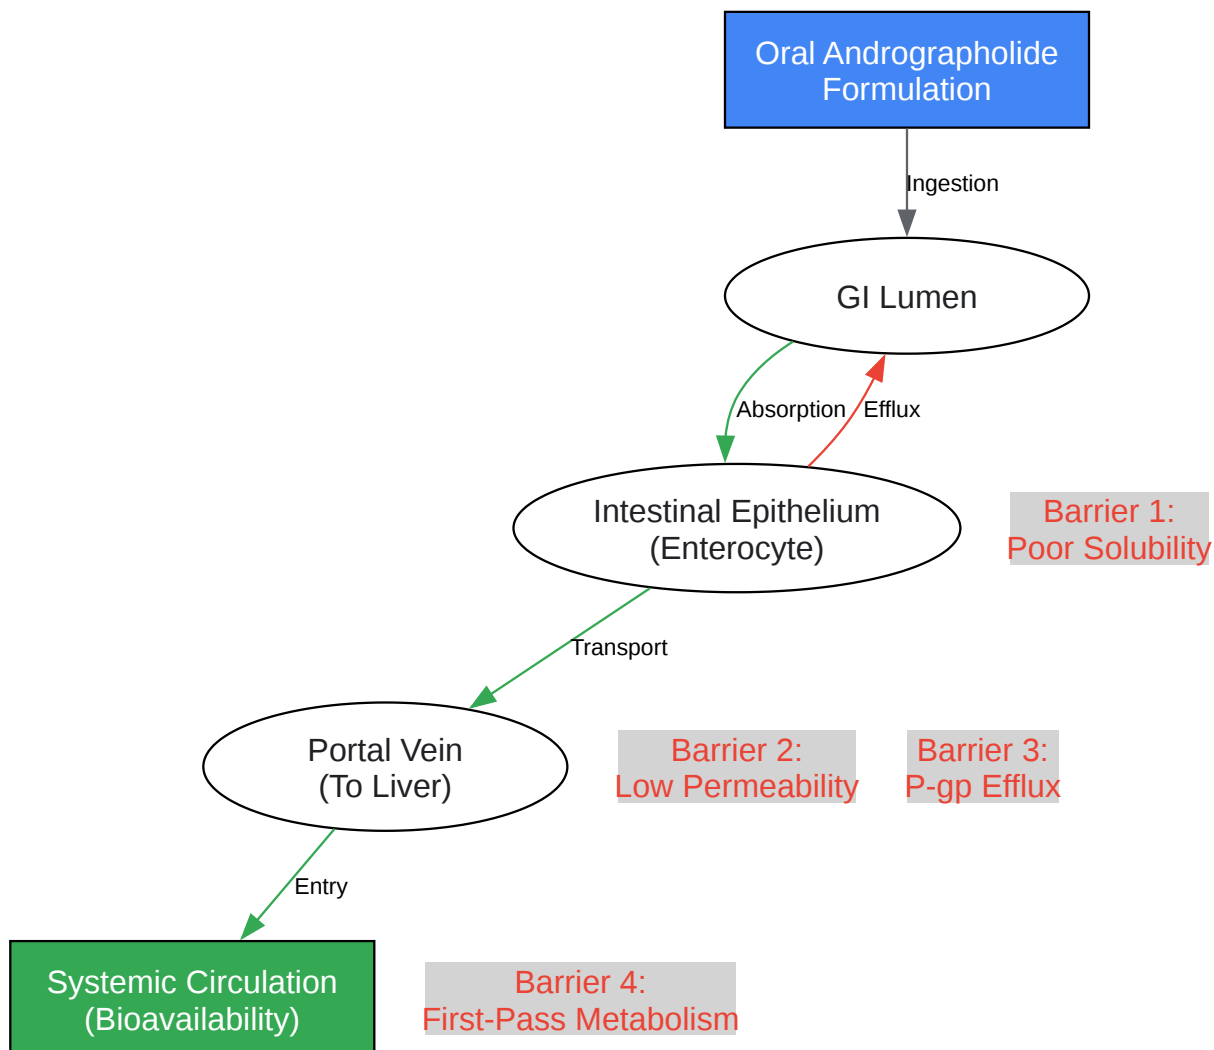 Oral Andrographolide
Formulation
Ingestion
GI Lumen
Absorption
Efflux
Intestinal Epithelium
(Enterocyte)
Barrier 1:
Poor Solubility
Transport
Portal Vein
(To Liver)
Barrier 2:
Low Permeability
Barrier 3:
P-gp Efflux
Entry
Systemic Circulation
(Bioavailability)
Barrier 4:
First-Pass Metabolism